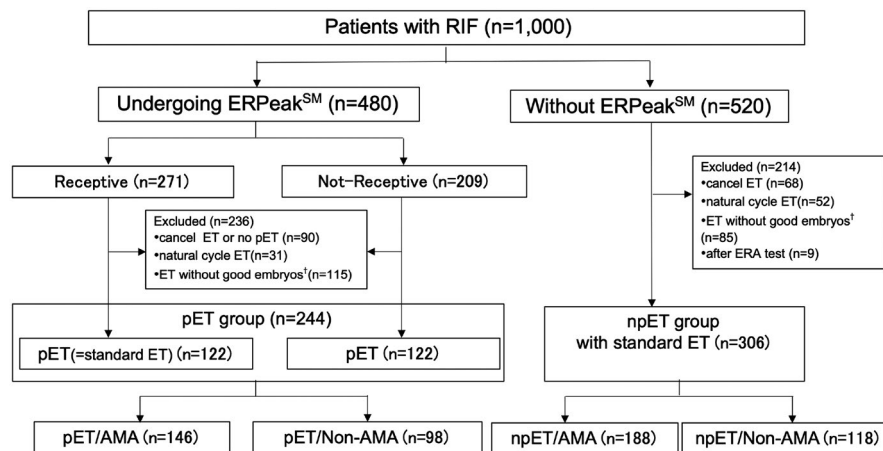 Patients with RIF (n=1,000)
Undergoing ERPeak^SM (n=480)
Without ERPeak^SM (n=520)
Receptive (n=271)
Not-Receptive (n=209)
Excluded (n=236)
•cancel ET or no pET (n=90)
•natural cycle ET(n=31)
•ET without good embryos†(n=115)
Excluded (n=214)
•cancel ET (n=68)
•natural cycle ET(n=52)
•ET without good embryos†
(n=85)
•after ERA test (n=9)
pET group (n=244)
pET(=standard ET) (n=122)
pET (n=122)
npET group
with standard ET (n=306)
pET/AMA (n=146)
pET/Non-AMA (n=98)
npET/AMA (n=188)
npET/Non-AMA (n=118)